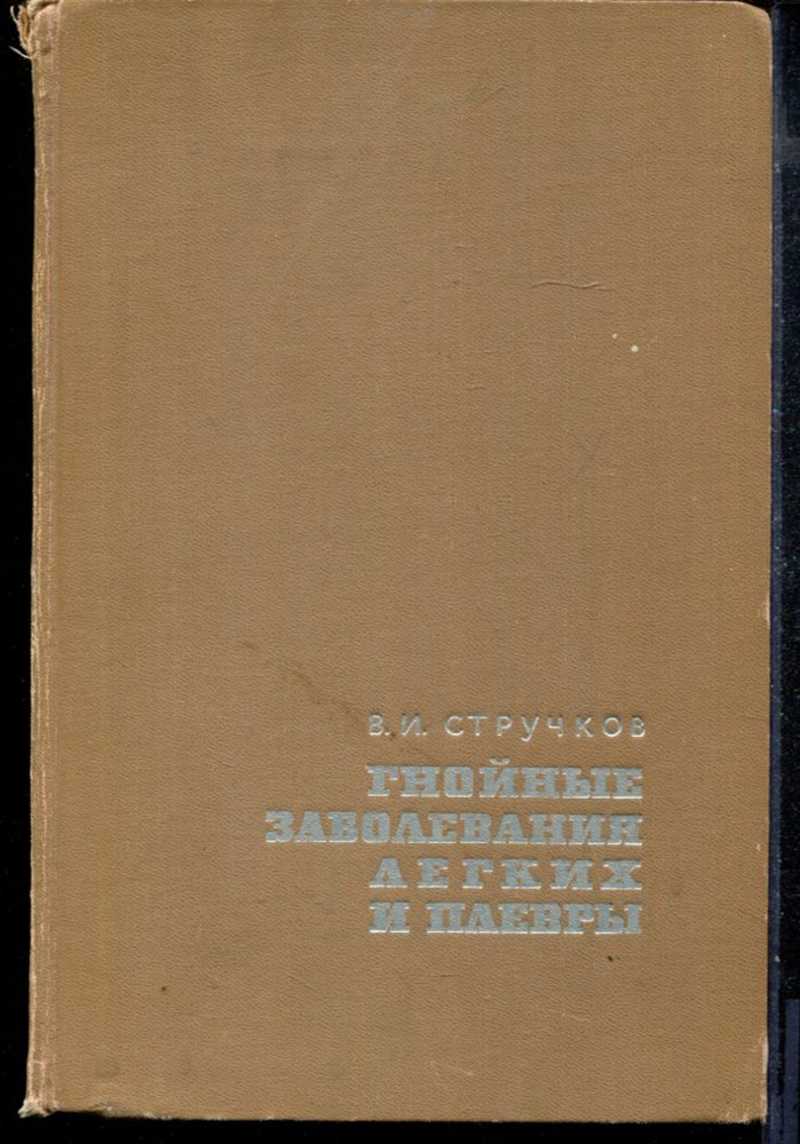 В. И. СТРУЧКОВ
ГНОЙНЫЕ
ЗАБОЛЕВАНИЯ
ЛЕГКИХ
И ПЛЕВРЫ